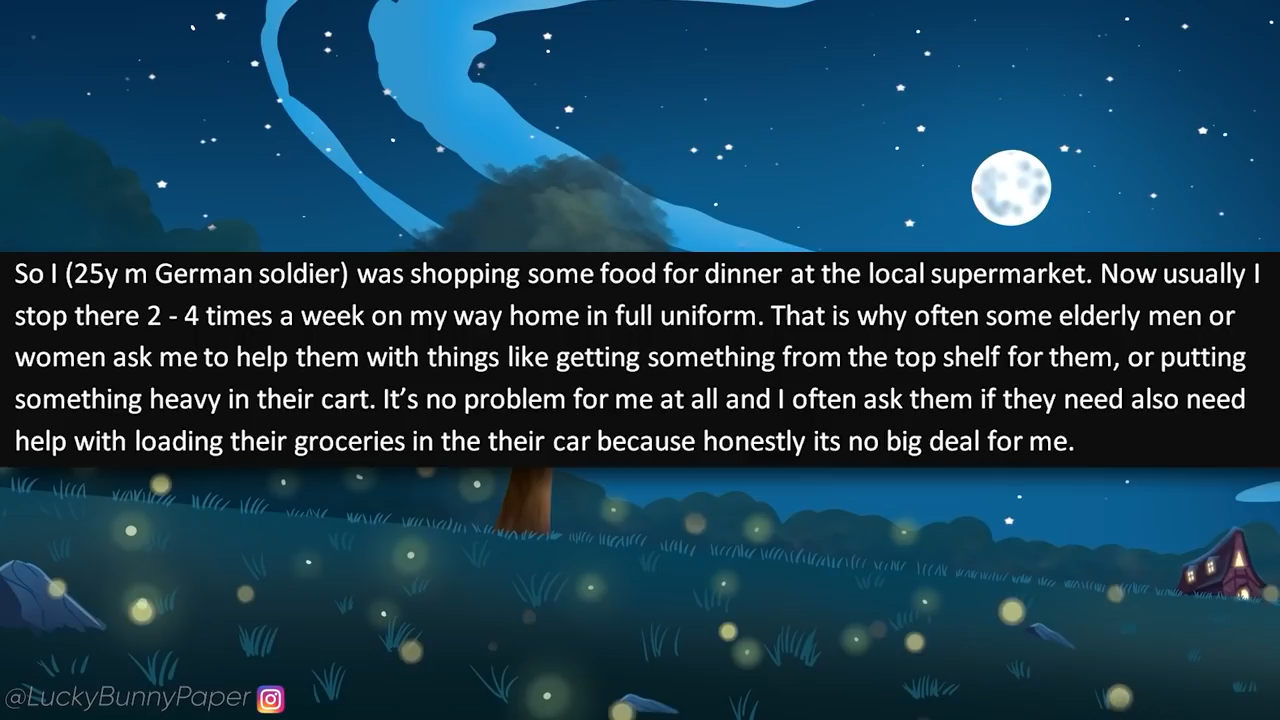 So I (25y m German soldier) was shopping some food for dinner at the local supermarket. Now usually I
stop there 2 - 4 times a week on my way home in full uniform. That is why often some elderly men or
women ask me to help them with things like getting something from the top shelf for them, or putting
something heavy in their cart. It’s no problem for me at all and I often ask them if they need also need
help with loading their groceries in the their car because honestly its no big deal for me.
@LuckyBunnyPaper